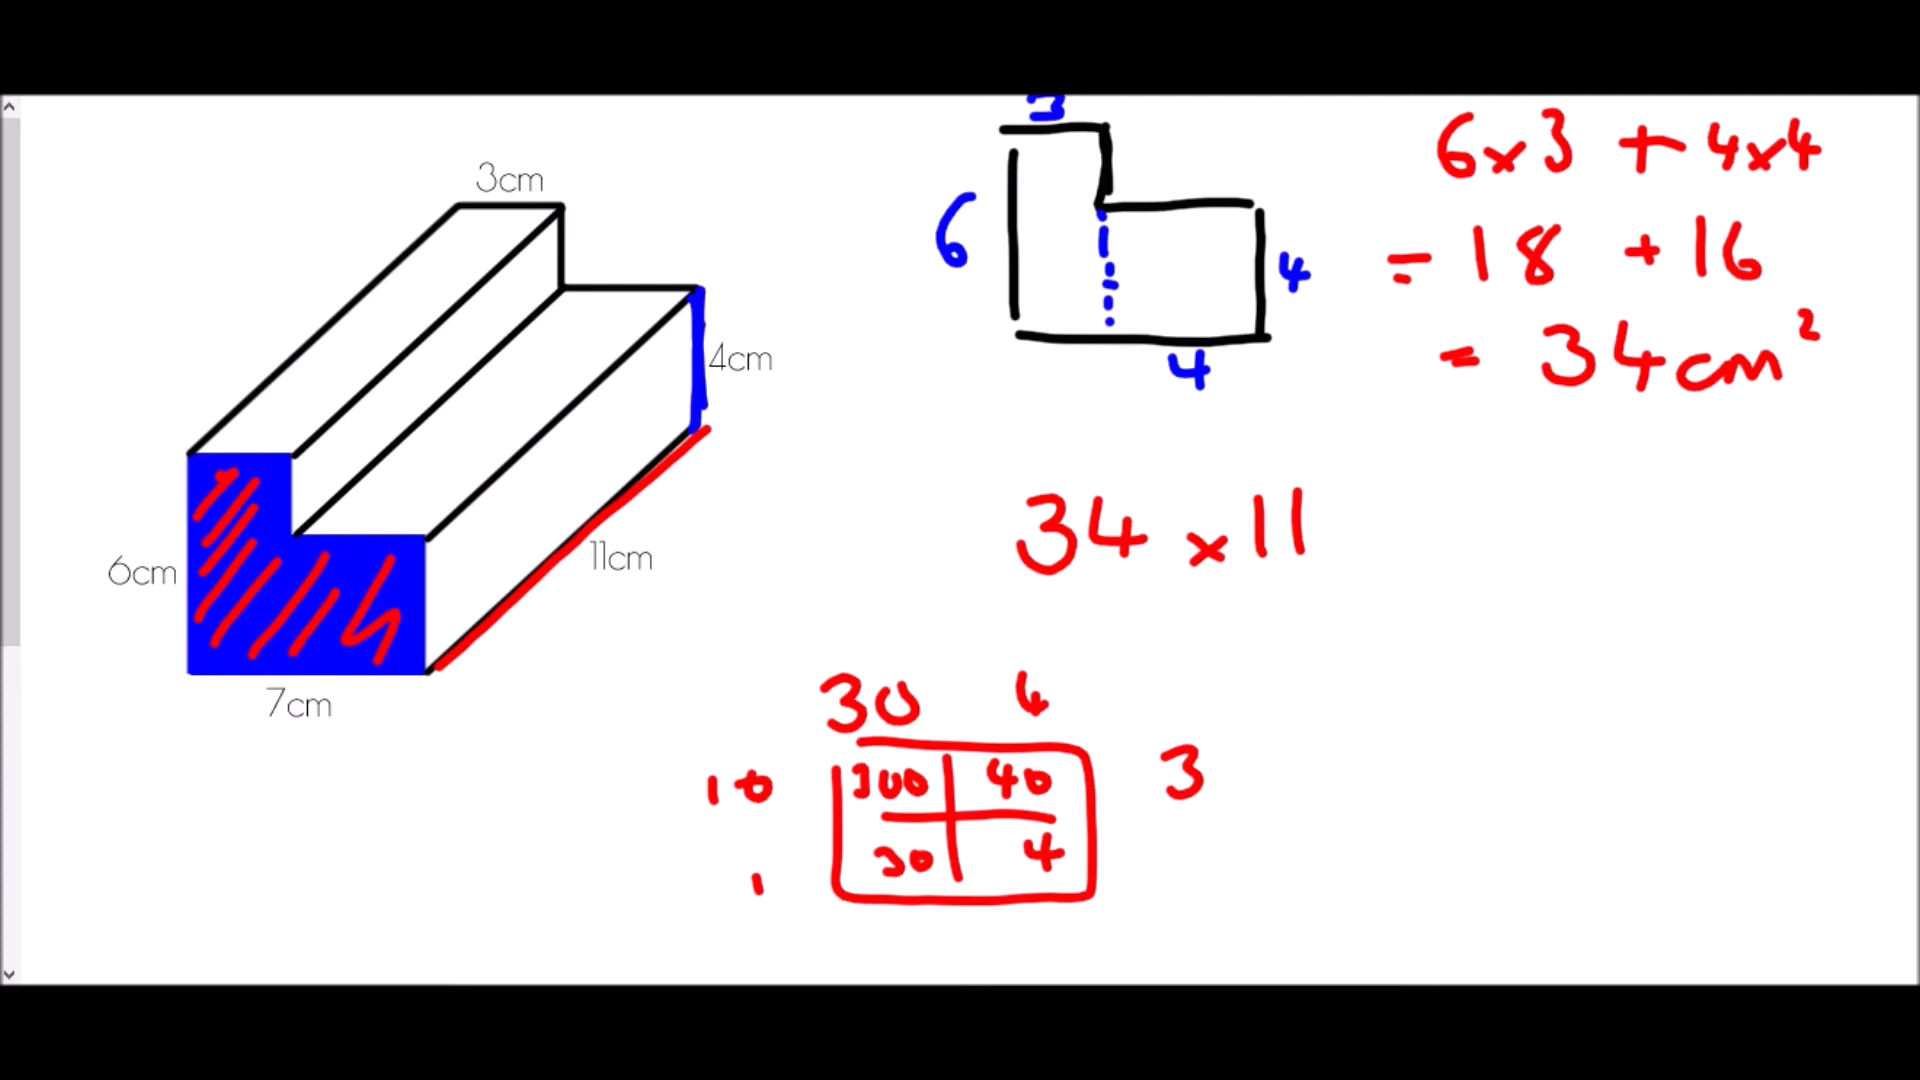 3cm
4cm
11cm
6cm
7cm
3
6
4
4
6x3 + 4x4
= 18 + 16
= 34cm²
34 x 11
30 4
10 300 40 3
1 30 4